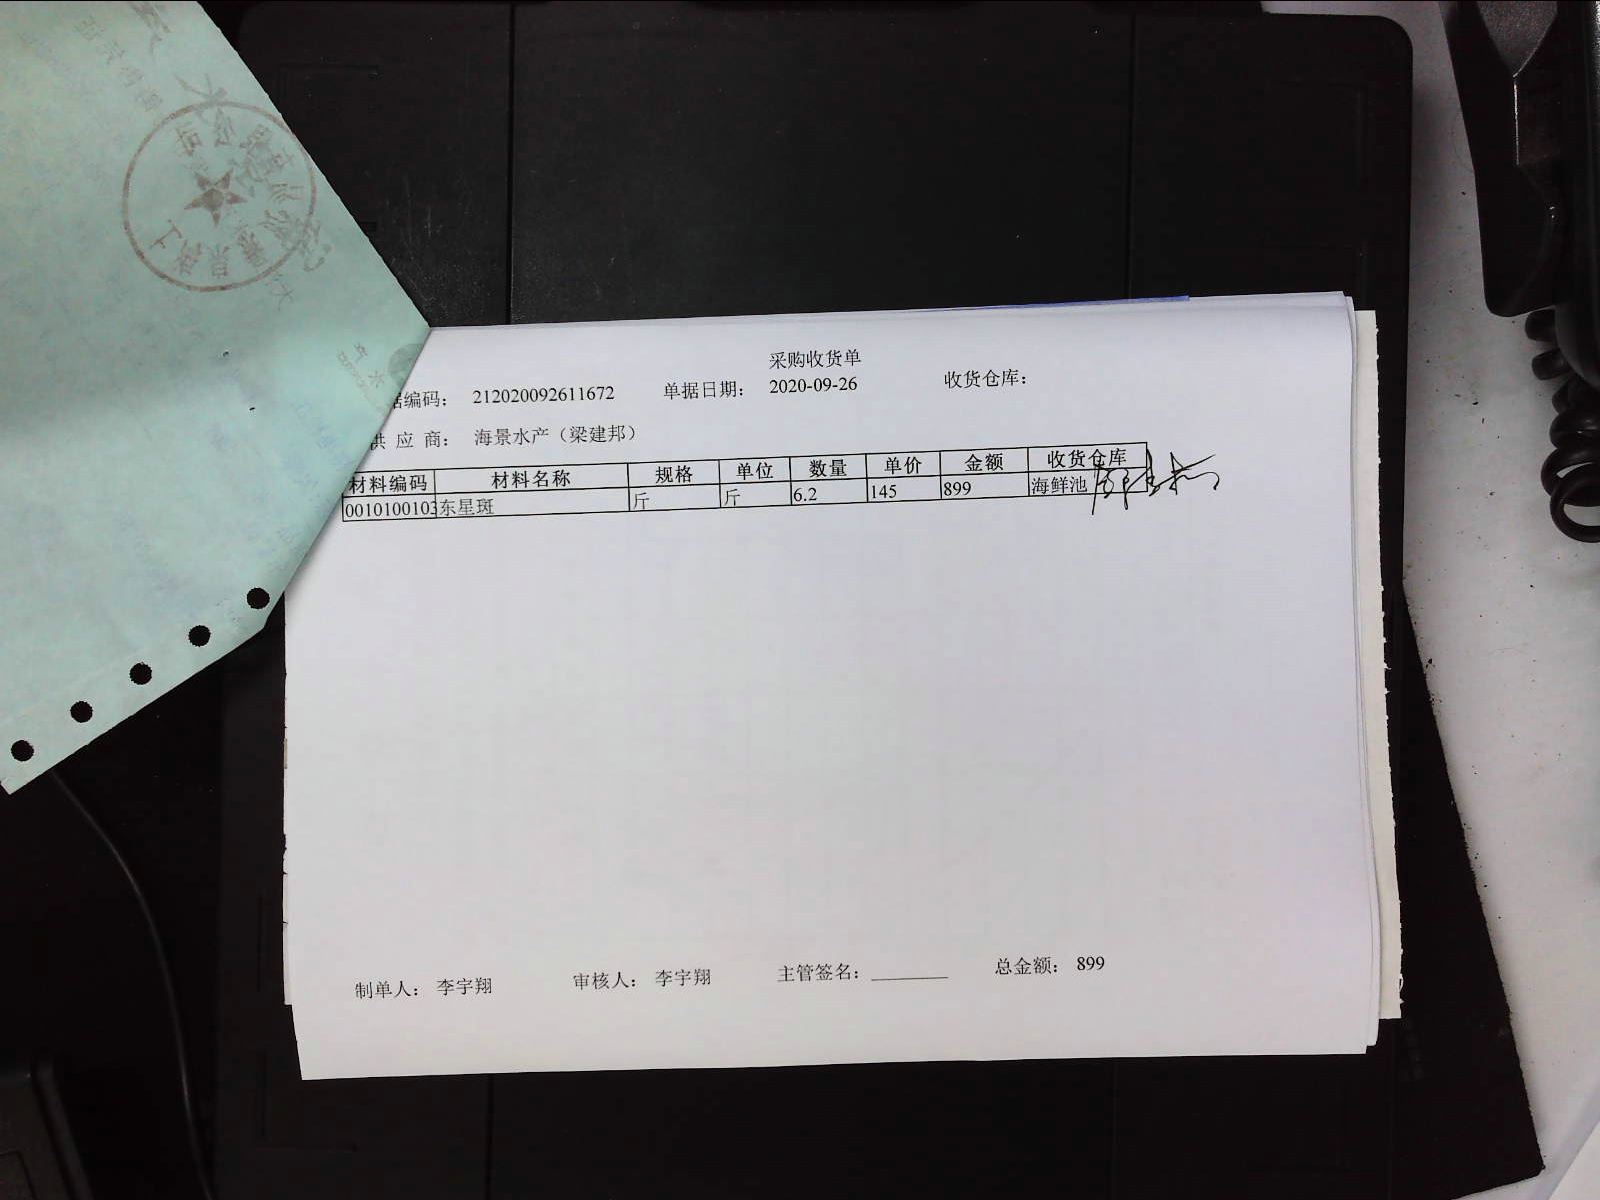 采购收货单
据编码： 212020092611672 单据日期： 2020-09-26 收货仓库：
供 应 商： 海景水产（梁建邦）
材料编码 材料名称 规格 单位 数量 单价 金额 收货仓库
0010100103 东星斑 斤 斤 6.2 145 899 海鲜池
制单人： 李宇翔 审核人： 李宇翔 主管签名： 总金额： 899